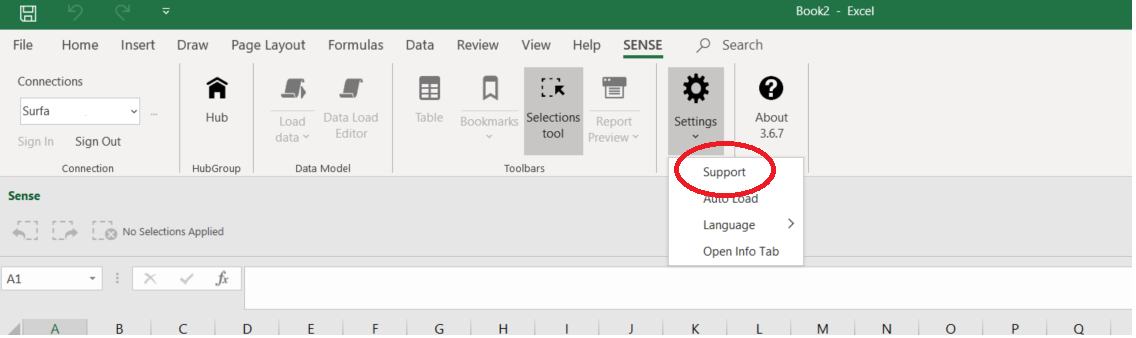 Book2 - Excel
File Home Insert Draw Page Layout Formulas Data Review View Help SENSE Search
Connections
Surfa
...
Sign In Sign Out
Connection
Hub
HubGroup
Load data
Data Load Editor
Data Model
Table
Bookmarks
Selections tool
Report Preview
Toolbars
Settings
About
3.6.7
Support
Auto Load
Language
Open Info Tab
Sense
No Selections Applied
A1
fx
A B C D E F G H I J K L M N O P Q